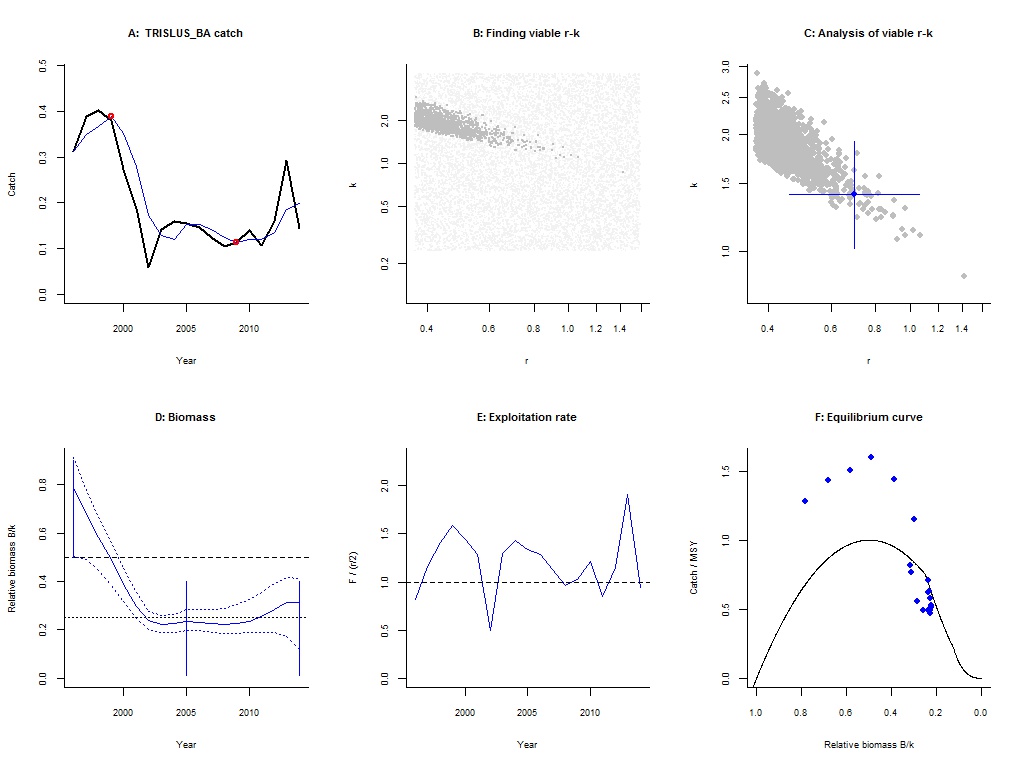 A:  TRISLUS_BA catch
Catch
0.5
0.4
0.3
0.2
0.1
0.0
2000 2005 2010
Year
B: Finding viable r-k
k
2.0
1.0
0.5
0.2
0.4 0.6 0.8 1.0 1.2 1.4
r
C: Analysis of viable r-k
k
3.0
2.5
2.0
1.5
1.0
0.4 0.6 0.8 1.0 1.2 1.4
r
D: Biomass
Relative biomass B/k
0.8
0.6
0.4
0.2
0.0
2000 2005 2010
Year
E: Exploitation rate
F / (r/2)
2.0
1.5
1.0
0.5
0.0
2000 2005 2010
Year
F: Equilibrium curve
Catch / MSY
1.5
1.0
0.5
0.0
1.0 0.8 0.6 0.4 0.2 0.0
Relative biomass B/k